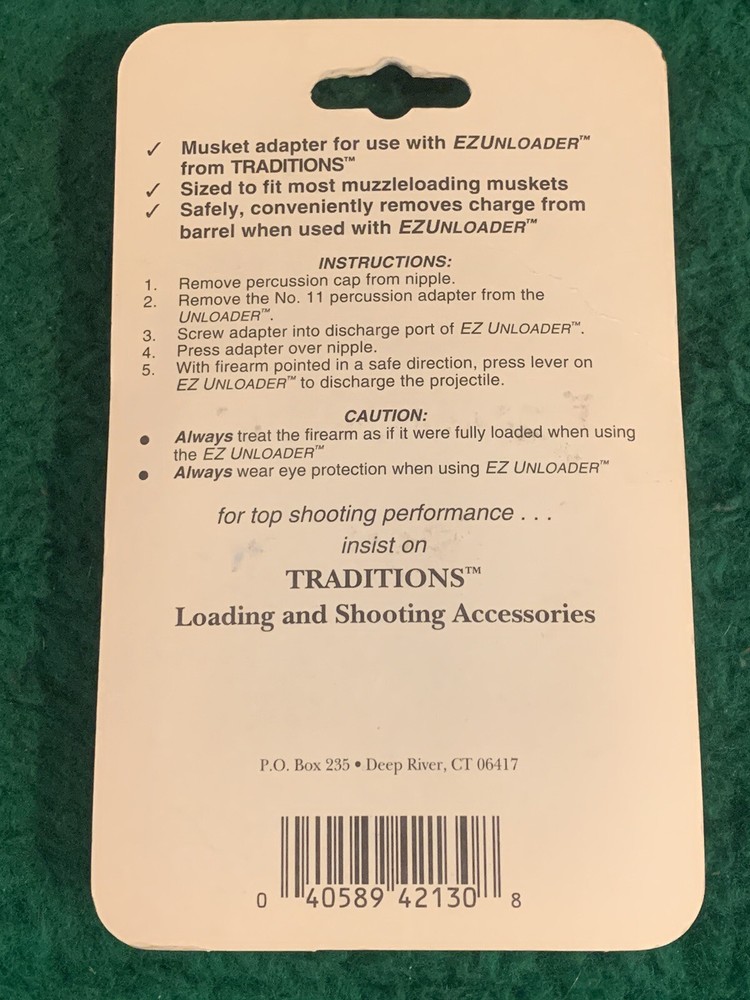 ✓ Musket adapter for use with EZUNLOADER™
from TRADITIONS™
✓ Sized to fit most muzzleloading muskets
✓ Safely, conveniently removes charge from
barrel when used with EZUNLOADER™
INSTRUCTIONS:
1. Remove percussion cap from nipple.
2. Remove the No. 11 percussion adapter from the
UNLOADER™.
3. Screw adapter into discharge port of EZ UNLOADER™.
4. Press adapter over nipple.
5. With firearm pointed in a safe direction, press lever on
EZ UNLOADER™ to discharge the projectile.
CAUTION:
● Always treat the firearm as if it were fully loaded when using
the EZ UNLOADER™
● Always wear eye protection when using EZ UNLOADER™
for top shooting performance . . .
insist on
TRADITIONS™
Loading and Shooting Accessories
P.O. Box 235 • Deep River, CT 06417
0 40589 42130 8